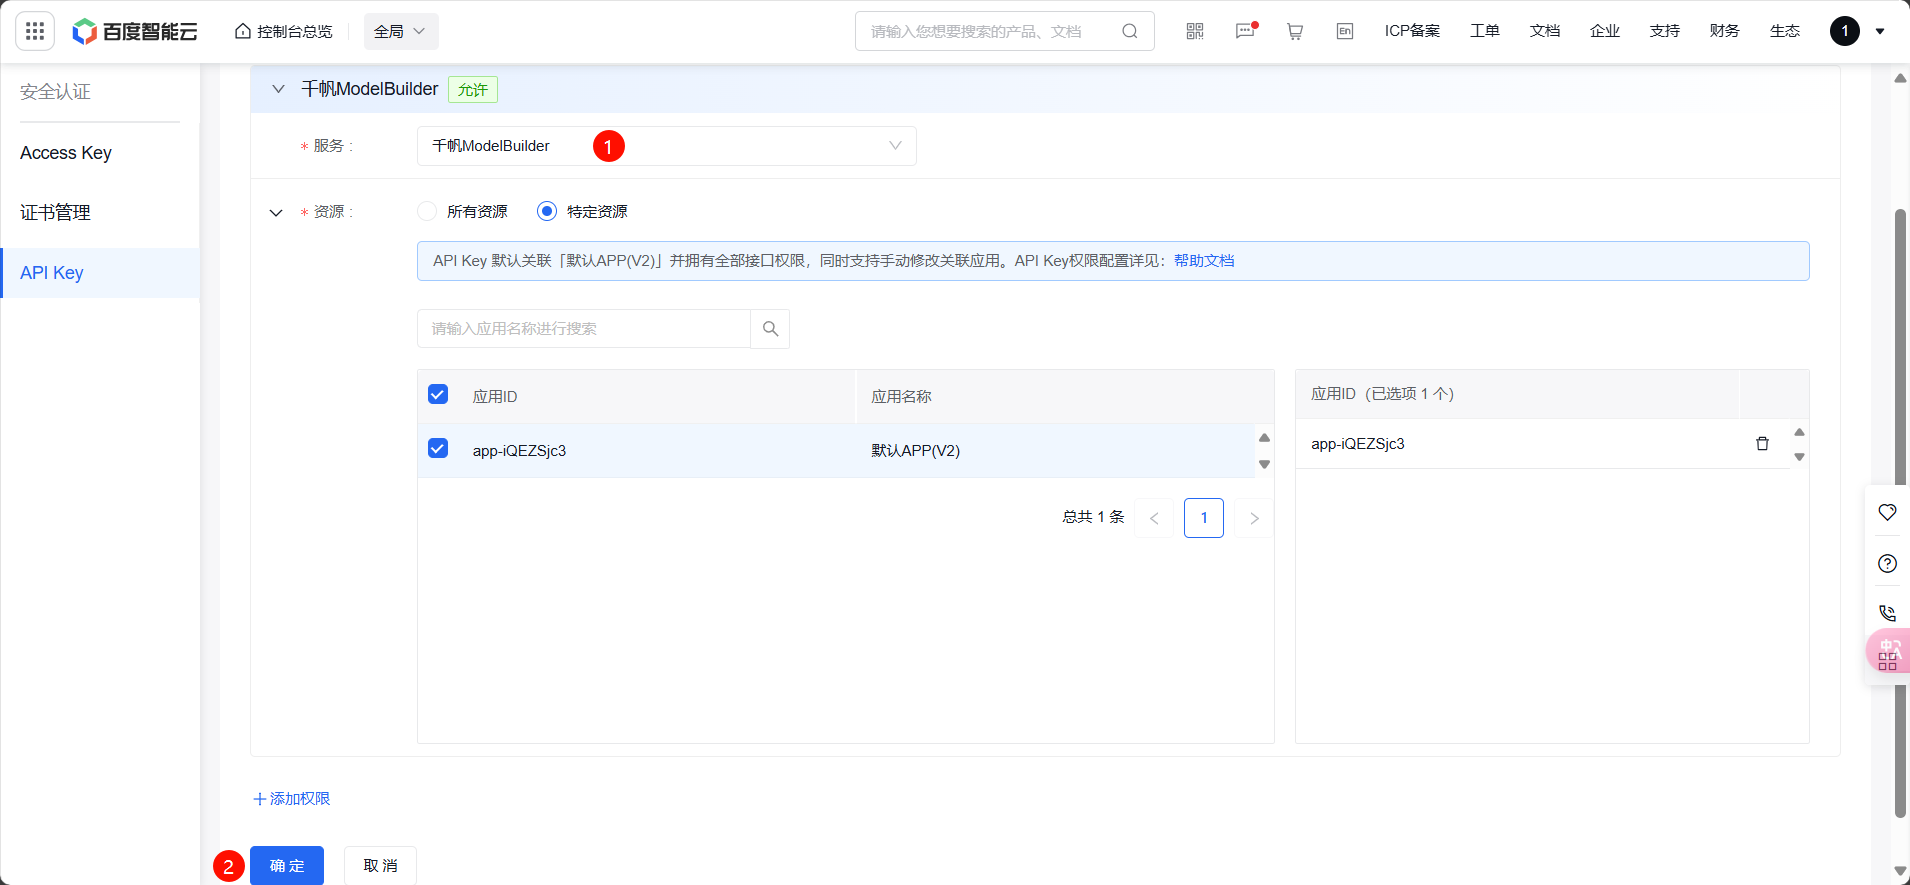 百度智能云
控制台总览
全局
请输入您想要搜索的产品、文档
En
ICP备案
工单
文档
企业
支持
财务
生态
1
安全认证
Access Key
证书管理
API Key
千帆ModelBuilder
允许
* 服务 :
千帆ModelBuilder
1
* 资源 :
所有资源
特定资源
API Key 默认关联「默认APP(V2)」并拥有全部接口权限，同时支持手动修改关联应用。API Key权限配置详见：帮助文档
请输入应用名称进行搜索
应用ID
应用名称
app-iQEZSjc3
默认APP(V2)
总共 1 条
< 1 >
应用ID（已选项 1 个）
app-iQEZSjc3
中A
+添加权限
2
确 定
取 消